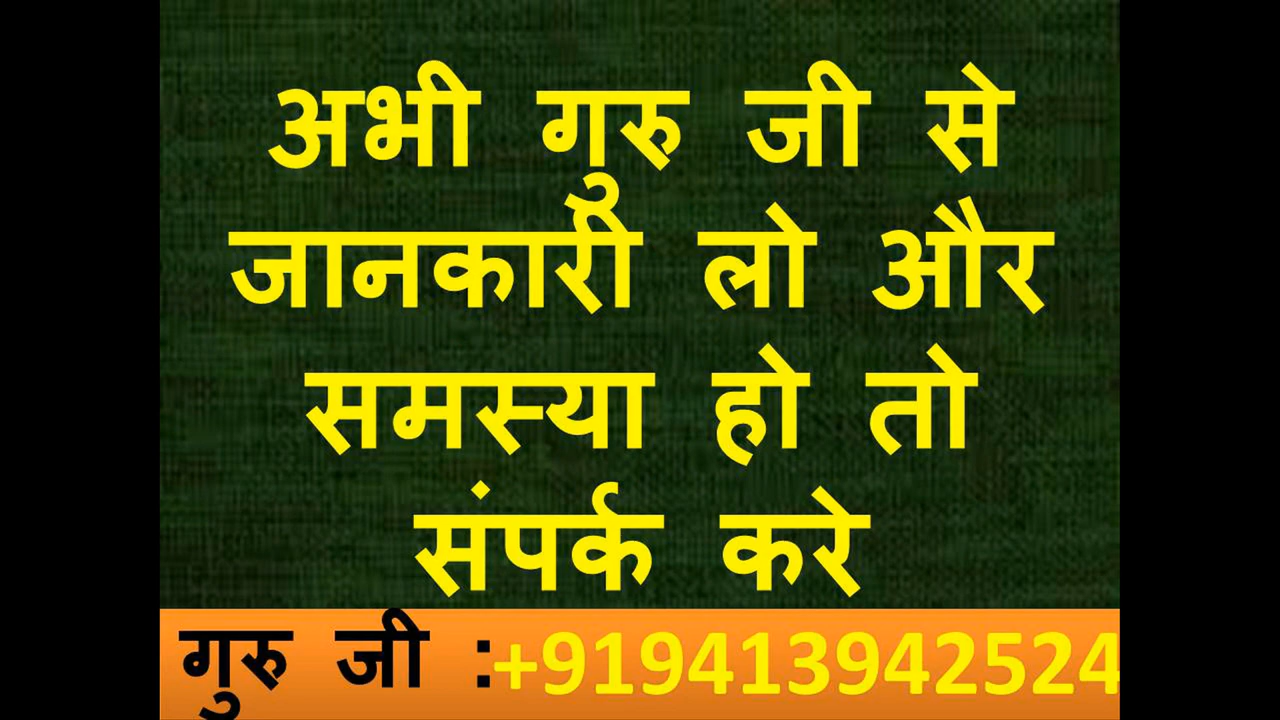 अभी गुरु जी से
जानकारी लो और
समस्या हो तो
संपर्क करे
गुरु जी :+919413942524